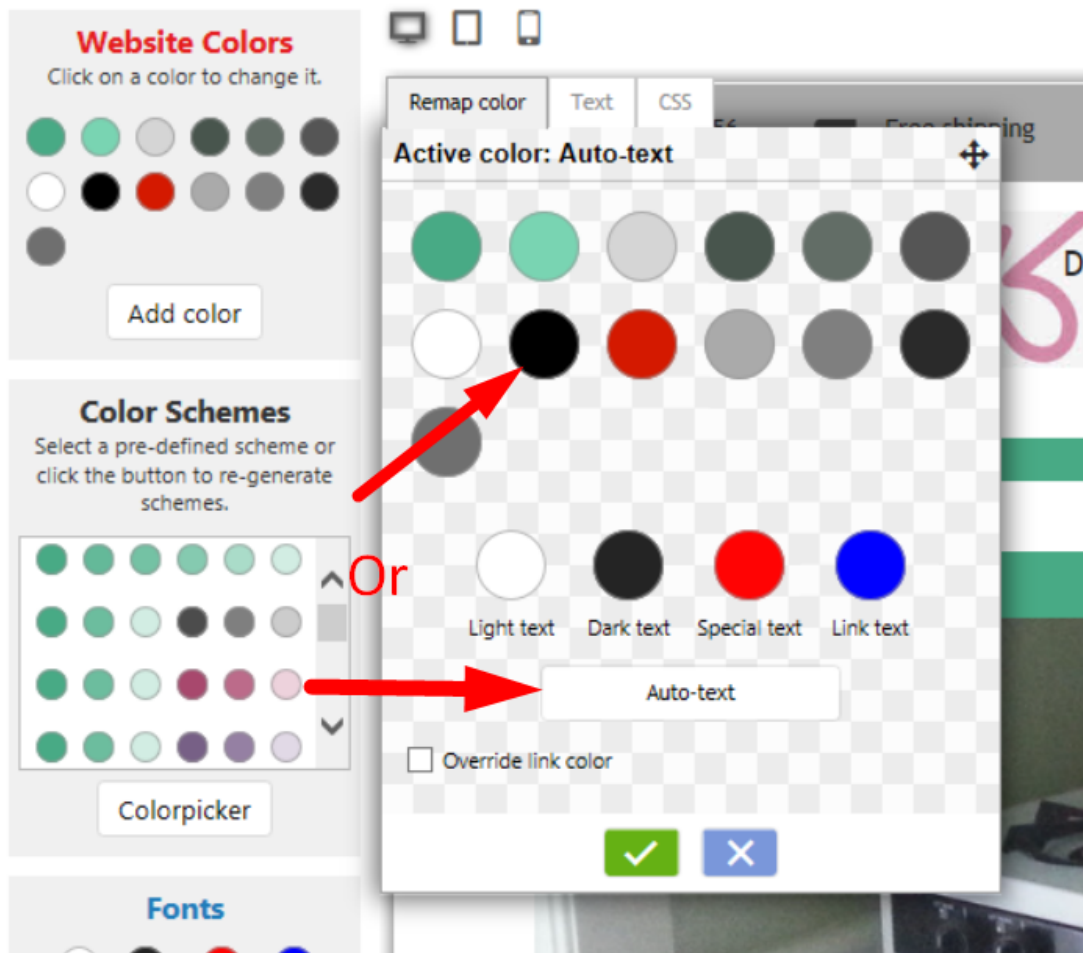 Website Colors
Click on a color to change it.
Add color
Color Schemes
Select a pre-defined scheme or
click the button to re-generate
schemes.
Colorpicker
Fonts
Remap color Text CSS
56 Free shipping
Active color: Auto-text
D
Or
Light text Dark text Special text Link text
Auto-text
Override link color